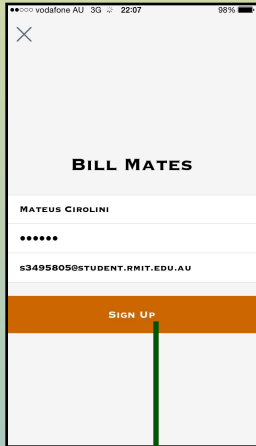 vodafone AU 3G 22:07 98%
BILL MATES
MATEUS CIROLINI
••••••
S3495805@STUDENT.RMIT.EDU.AU
SIGN UP